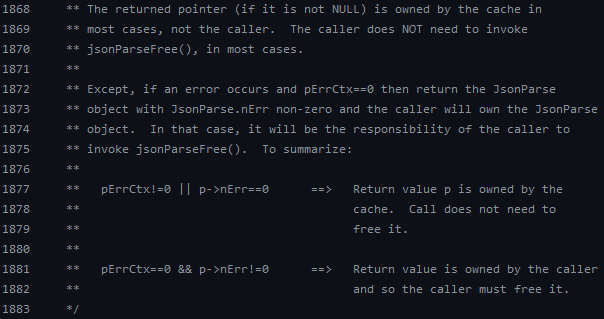 1868 ** The returned pointer (if it is not NULL) is owned by the cache in
1869 ** most cases, not the caller.  The caller does NOT need to invoke
1870 ** jsonParseFree(), in most cases.
1871 **
1872 ** Except, if an error occurs and pErrCtx==0 then return the JsonParse
1873 ** object with JsonParse.nErr non-zero and the caller will own the JsonParse
1874 ** object.  In that case, it will be the responsibility of the caller to
1875 ** invoke jsonParseFree().  To summarize:
1876 **
1877 **   pErrCtx!=0 || p->nErr==0      ==>   Return value p is owned by the
1878 **                                       cache.  Call does not need to
1879 **                                       free it.
1880 **
1881 **   pErrCtx==0 && p->nErr!=0      ==>   Return value is owned by the caller
1882 **                                       and so the caller must free it.
1883 */